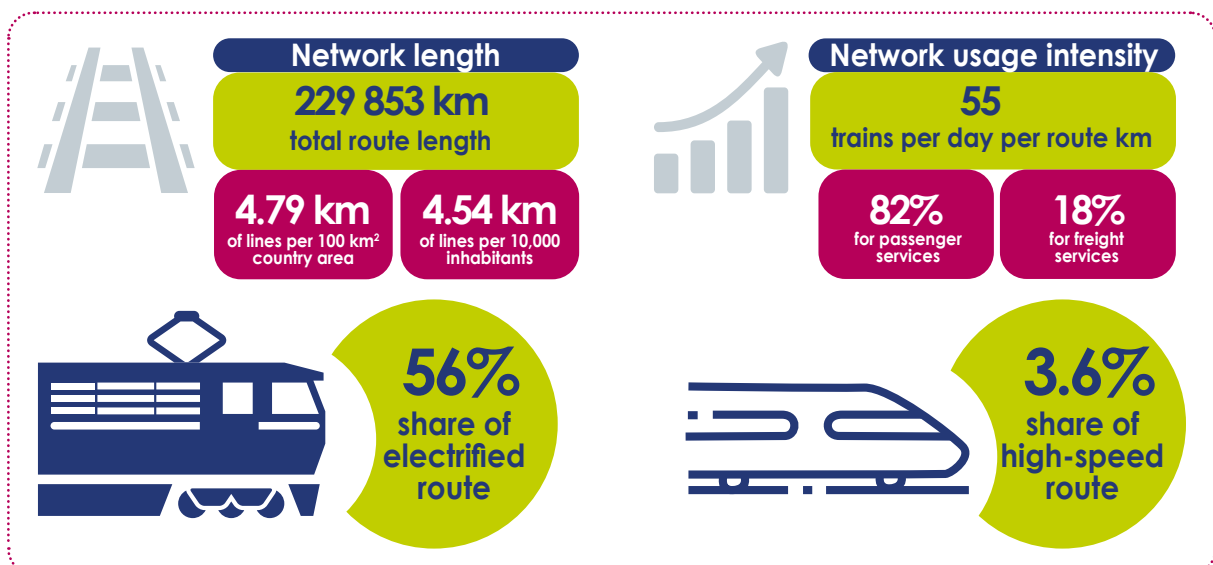 Network length
229 853 km
total route length
4.79 km
of lines per 100 km²
country area
4.54 km
of lines per 10,000
inhabitants
Network usage intensity
55
trains per day per route km
82%
for passenger
services
18%
for freight
services
56%
share of
electrified
route
3.6%
share of
high-speed
route